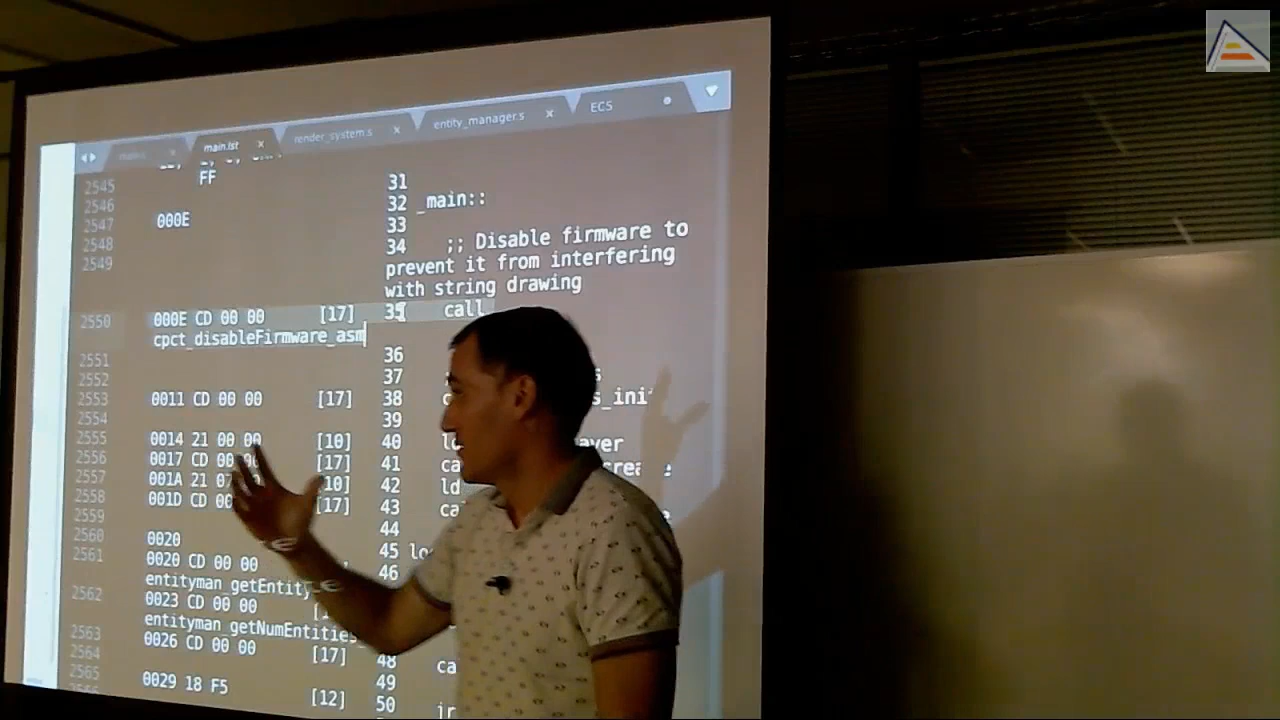 main.lst ×
render_system.s ×
entity_manager.s ×
ECS
2545 FF 31
2546 32 _main::
2547 000E 33
2548 34 ;; Disable firmware to
2549 prevent it from interfering
with string drawing
2550 000E CD 00 00 [17] 35 call
cpct_disableFirmware_asm
2551 36
2552 37
2553 0011 CD 00 00 [17] 38
2554 39
2555 0014 21 00 00 [10] 40
2556 0017 CD 00 [17] 41
2557 001A 21 [10] 42 ld
2558 001D CD 00 [17] 43
2559 44
2560 0020 45
2561 0020 CD 00 00 46
entityman_getEntity
2562 0023 CD 00 00
entityman_getNumEntities
2563 0026 CD 00 00 [17] 48
2564 49
2565 0029 18 F5 [12] 50 jr